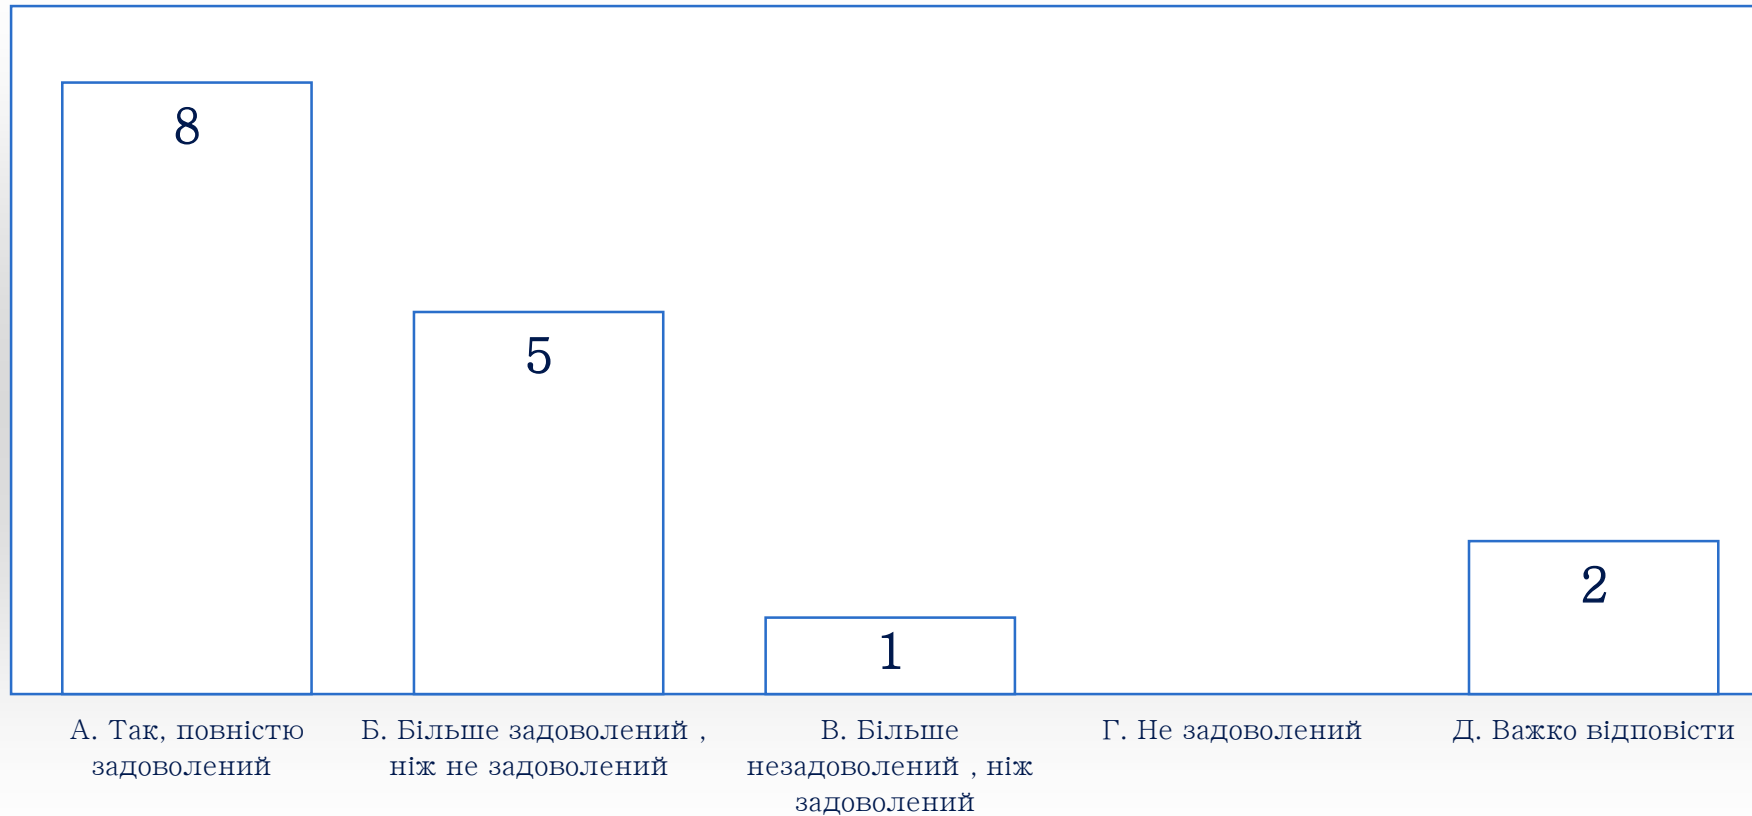 8
5
1
2
А. Так, повністю
задоволений
Б. Більше задоволений ,
ніж не задоволений
В. Більше
незадоволений , ніж
задоволений
Г. Не задоволений
Д. Важко відповісти